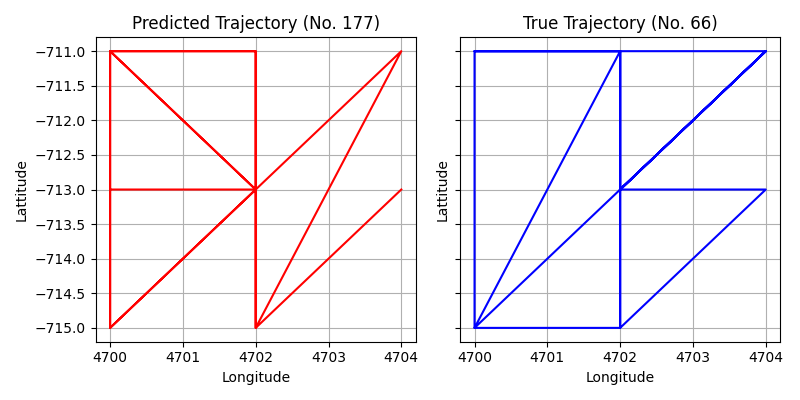 Predicted Trajectory (No. 177)
True Trajectory (No. 66)
−711.0
−711.5
−712.0
−712.5
−713.0
−713.5
−714.0
−714.5
−715.0
Lattitude
Lattitude
4700 4701 4702 4703 4704
4700 4701 4702 4703 4704
Longitude
Longitude